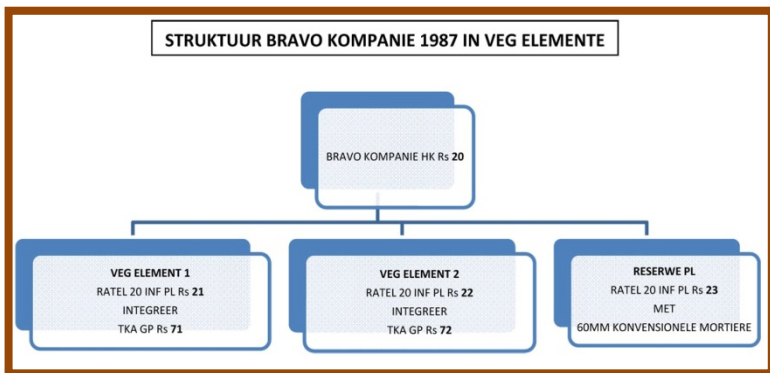 STRUKTUUR BRAVO KOMPANIE 1987 IN VEG ELEMENTE
BRAVO KOMPANIE HK Rs 20
VEG ELEMENT 1
RATEL 20 INF PL Rs 21
INTEGREER
TKA GP Rs 71
VEG ELEMENT 2
RATEL 20 INF PL Rs 22
INTEGREER
TKA GP Rs 72
RESERWE PL
RATEL 20 INF PL Rs 23
MET
60MM KONVENSIONELE MORTIERE